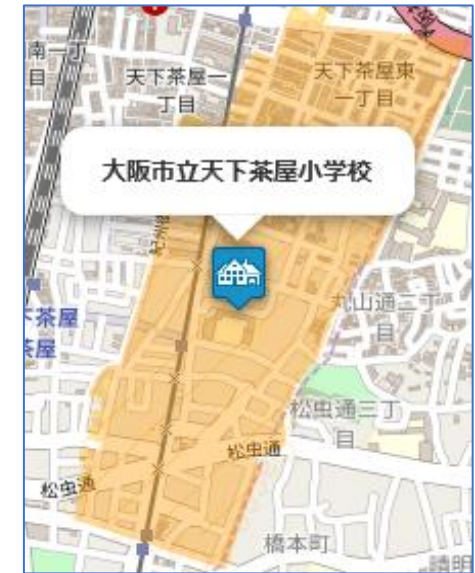 南一丁
目
天下茶屋一
丁目
天下茶屋東
一丁目
大阪市立天下茶屋小学校
丸山通二丁
目
下茶屋
茶屋
松虫通三丁
目
松虫通
松虫通
橋本町
晴明